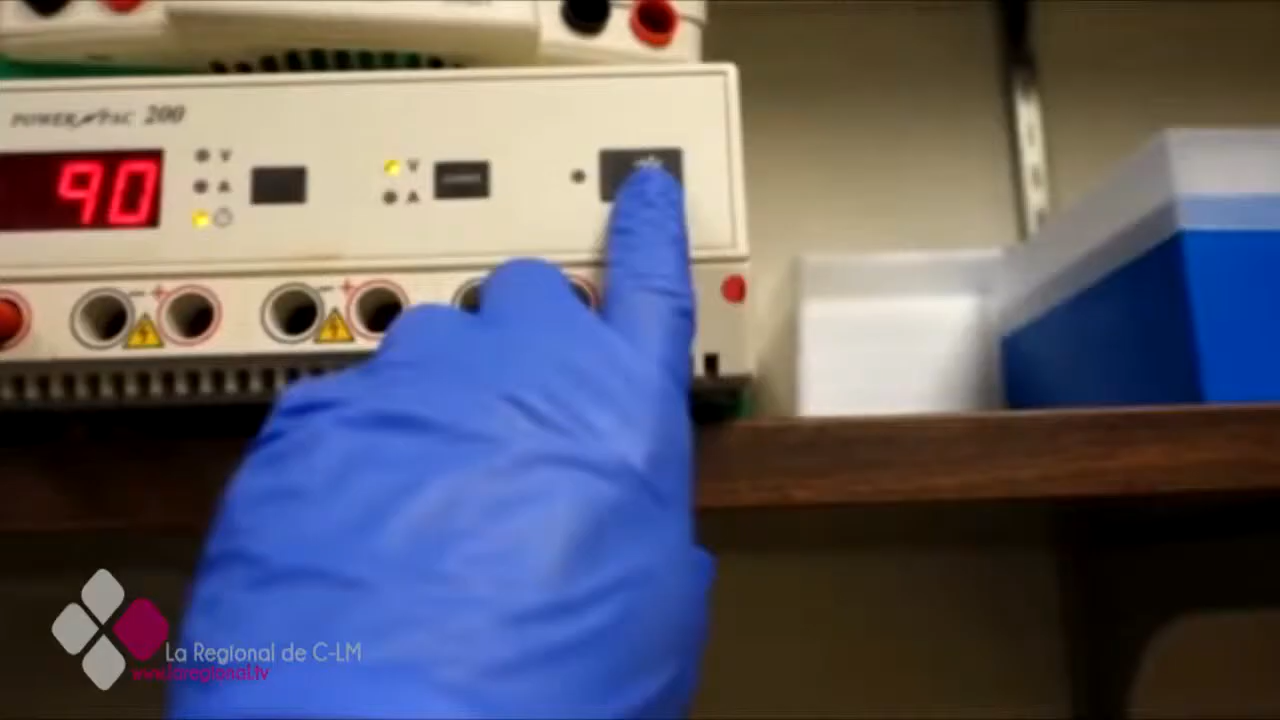 POWER PAC 200
90
V
V
A
A
La Regional de C-LM
www.laregional.tv